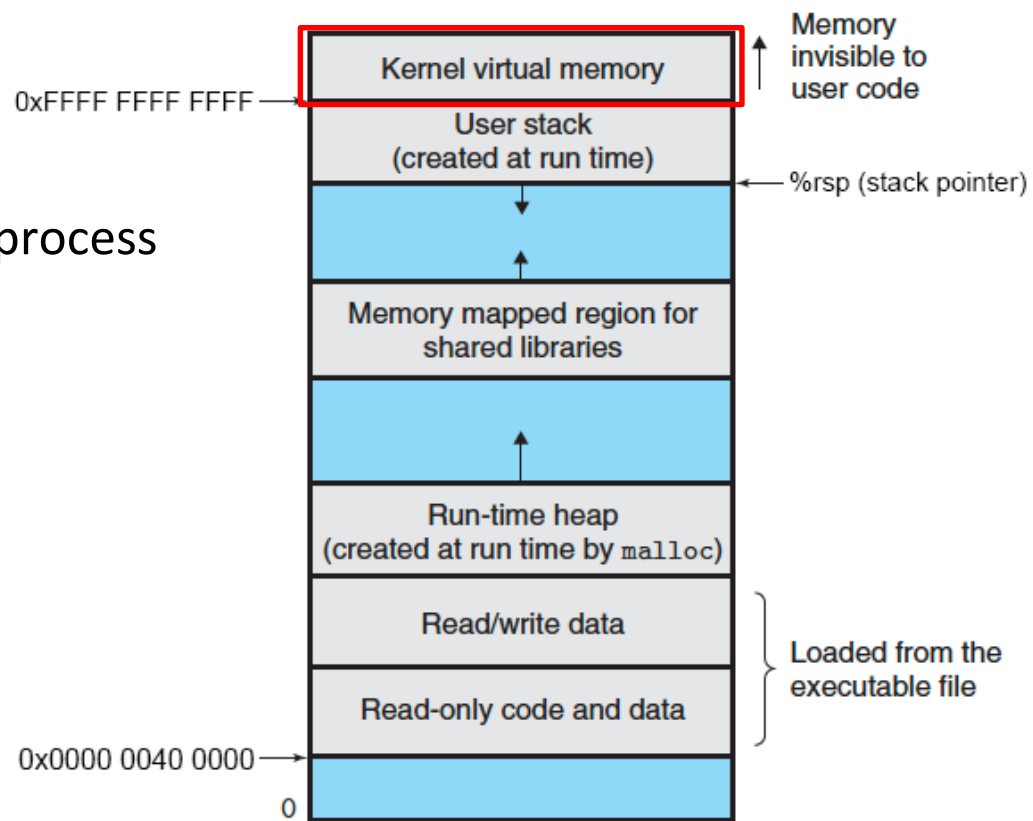 Memory
invisible to
user code
Kernel virtual memory
0xFFFF FFFF FFFF
User stack
(created at run time)
%rsp (stack pointer)
process
Memory mapped region for
shared libraries
Run-time heap
(created at run time by malloc)
Read/write data
Loaded from the
executable file
Read-only code and data
0x0000 0040 0000
0